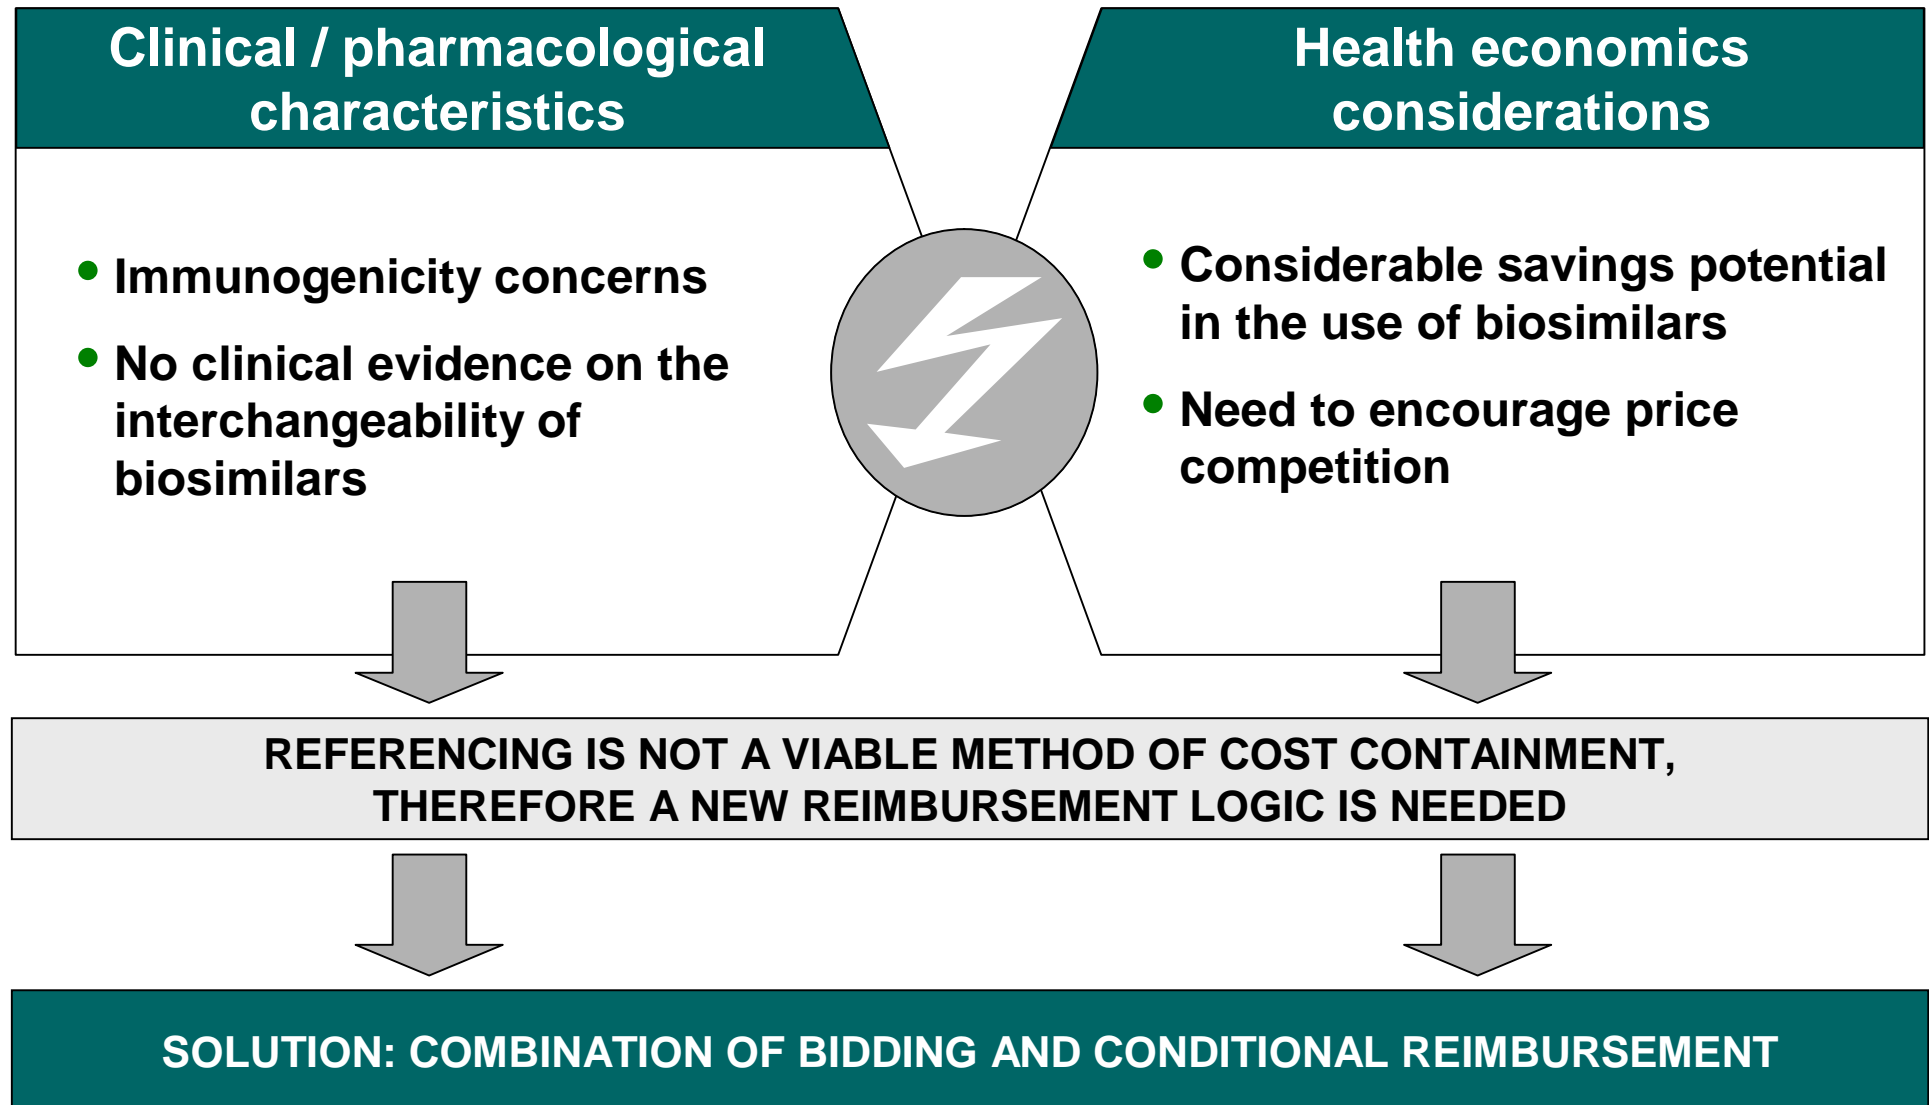 Clinical / pharmacological
characteristics
• Immunogenicity concerns
• No clinical evidence on the
interchangeability of
biosimilars
Health economics
considerations
• Considerable savings potential
in the use of biosimilars
• Need to encourage price
competition
REFERENCING IS NOT A VIABLE METHOD OF COST CONTAINMENT,
THEREFORE A NEW REIMBURSEMENT LOGIC IS NEEDED
SOLUTION: COMBINATION OF BIDDING AND CONDITIONAL REIMBURSEMENT